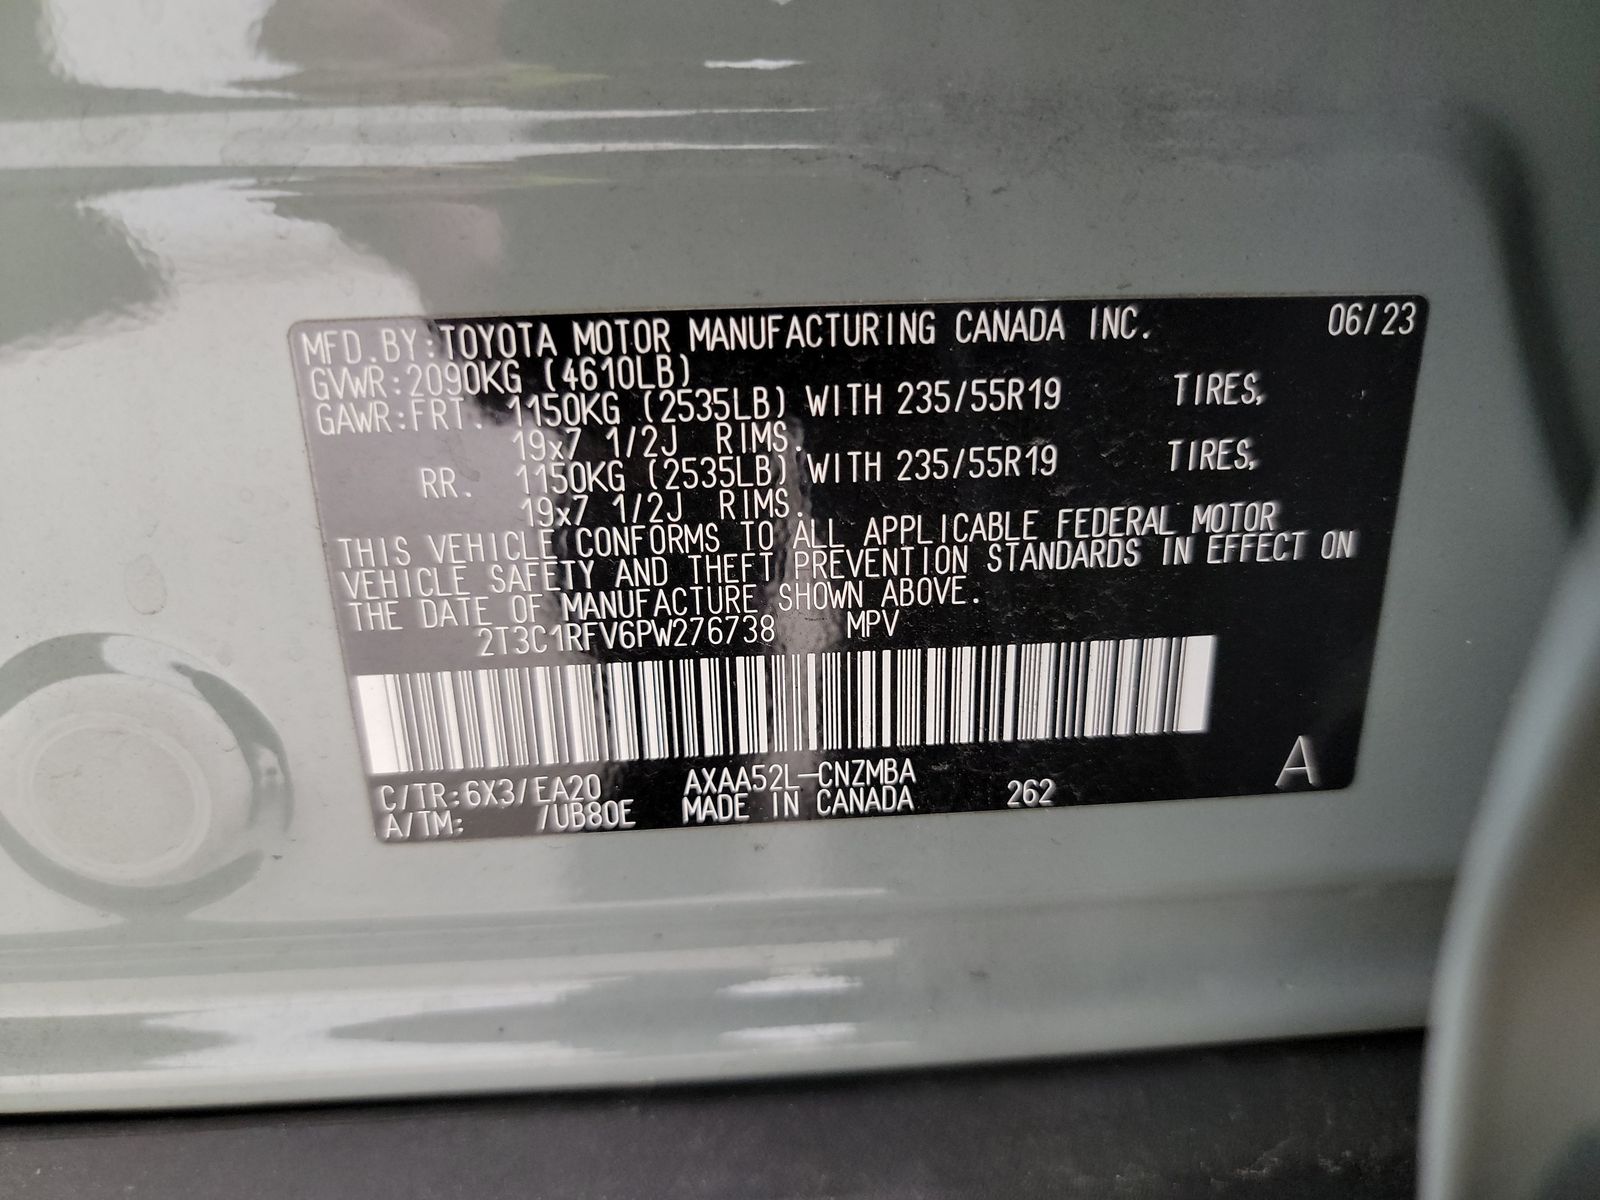 MFD.BY:TOYOTA MOTOR MANUFACTURING CANADA INC. 06/23
GVWR:2090KG (4610LB)
GAWR:FRT. 1150KG (2535LB) WITH 235/55R19 TIRES,
19x7 1/2J RIMS.
RR. 1150KG (2535LB) WITH 235/55R19 TIRES,
19x7 1/2J RIMS.
THIS VEHICLE CONFORMS TO ALL APPLICABLE FEDERAL MOTOR
VEHICLE SAFETY AND THEFT PREVENTION STANDARDS IN EFFECT ON
THE DATE OF MANUFACTURE SHOWN ABOVE.
2T3C1RFV6PW276738 MPV
C/TR:6X3/EA20 AXAA52L-CNZMBA
A/TM: /UB80E MADE IN CANADA 262 A